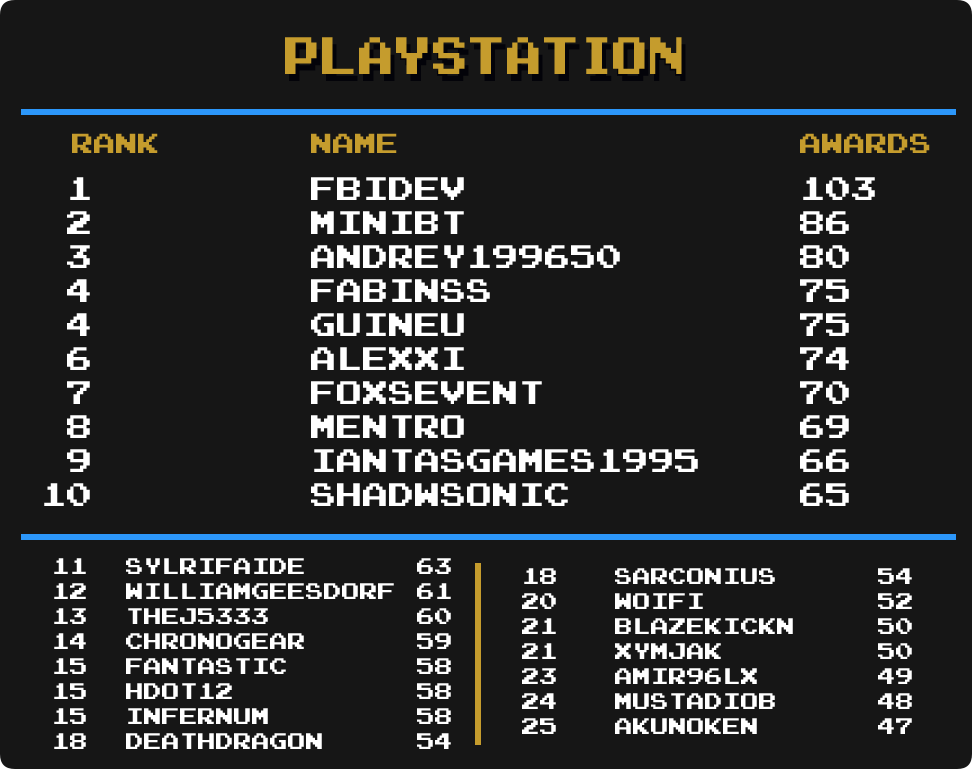 PLAYSTATION
RANK NAME AWARDS
1 FBIDEV 103
2 MINIBT 86
3 ANDREY199650 80
4 FABINSS 75
4 GUINEU 75
6 ALEXXI 74
7 FOXSEVENT 70
8 MENTRO 69
9 IANTASGAMES1995 66
10 SHADWSONIC 65
11 SYLRIFAIDE 63
12 WILLIAMGEESDORF 61
13 THEJ5333 60
14 CHRONOGEAR 59
15 FANTASTIC 58
15 HDOT12 58
15 INFERNUM 58
18 DEATHDRAGON 54
18 SARCONIUS 54
20 WOIFI 52
21 BLAZEKICKN 50
21 XYMJAK 50
23 AMIR96LX 49
24 MUSTADIOB 48
25 AKUNOKEN 47